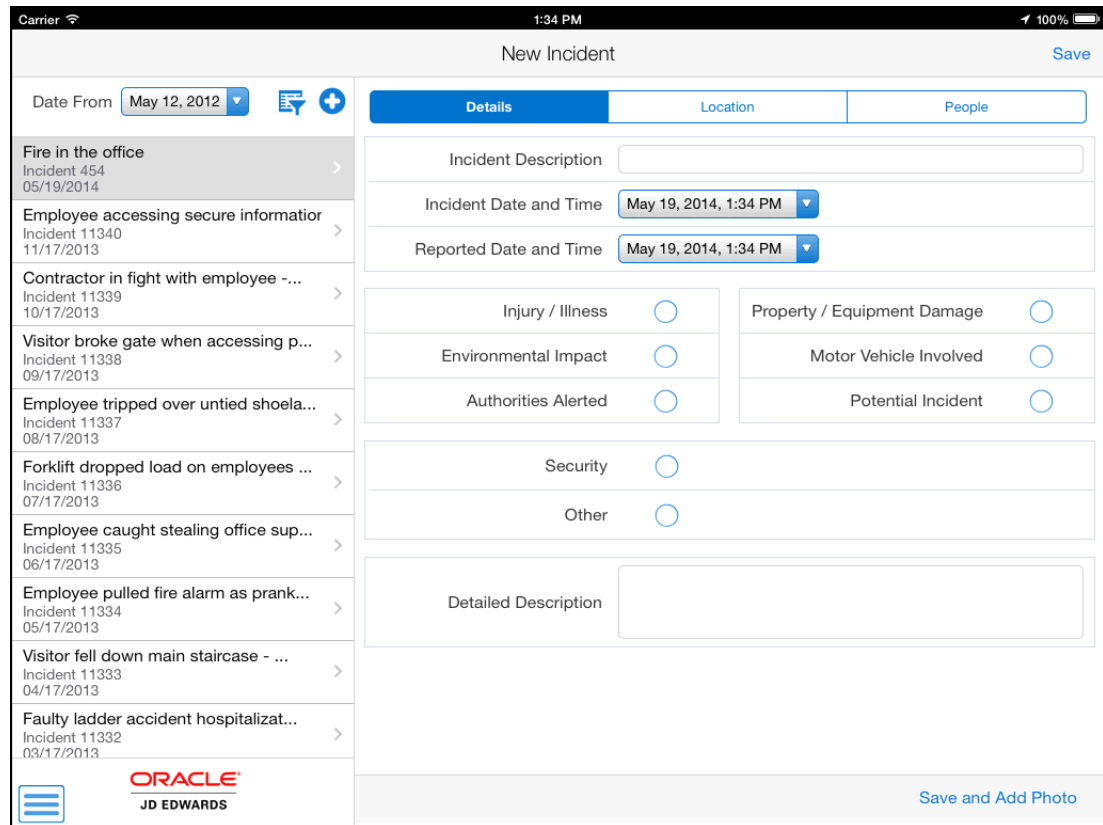 Carrier
1:34 PM
100%
New Incident
Save
Date From
May 12, 2012
Fire in the office
Incident 454
05/19/2014
Employee accessing secure information
Incident 11340
11/17/2013
Contractor in fight with employee -...
Incident 11339
10/17/2013
Visitor broke gate when accessing p...
Incident 11338
09/17/2013
Employee tripped over untied shoela...
Incident 11337
08/17/2013
Forklift dropped load on employees ...
Incident 11336
07/17/2013
Employee caught stealing office sup...
Incident 11335
06/17/2013
Employee pulled fire alarm as prank...
Incident 11334
05/17/2013
Visitor fell down main staircase - ...
Incident 11333
04/17/2013
Faulty ladder accident hospitalizat...
Incident 11332
03/17/2013
ORACLE
JD EDWARDS
Details
Location
People
Incident Description
Incident Date and Time
May 19, 2014, 1:34 PM
Reported Date and Time
May 19, 2014, 1:34 PM
Injury / Illness
Property / Equipment Damage
Environmental Impact
Motor Vehicle Involved
Authorities Alerted
Potential Incident
Security
Other
Detailed Description
Save and Add Photo